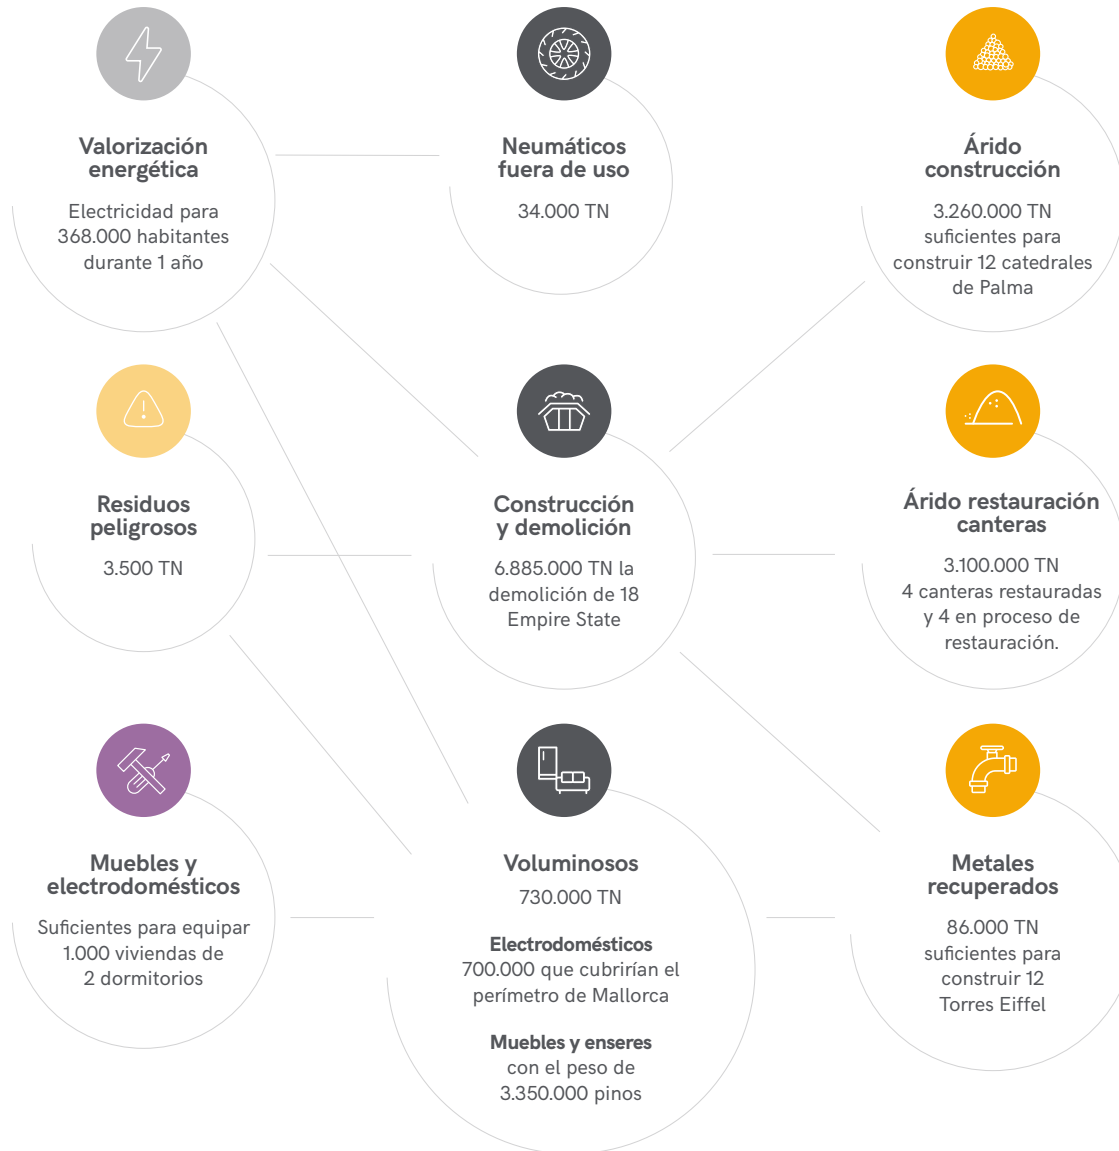 Valorización
energética
Electricidad para
368.000 habitantes
durante 1 año
Neumáticos
fuera de uso
34.000 TN
Árido
construcción
3.260.000 TN
suficientes para
construir 12 catedrales
de Palma
Residuos
peligrosos
3.500 TN
Construcción
y demolición
6.885.000 TN la
demolición de 18
Empire State
Árido restauración
canteras
3.100.000 TN
4 canteras restauradas
y 4 en proceso de
restauración.
Muebles y
electrodomésticos
Suficientes para equipar
1.000 viviendas de
2 dormitorios
Voluminosos
730.000 TN
Electrodomésticos
700.000 que cubrirían el
perímetro de Mallorca
Muebles y enseres
con el peso de
3.350.000 pinos
Metales
recuperados
86.000 TN
suficientes para
construir 12
Torres Eiffel